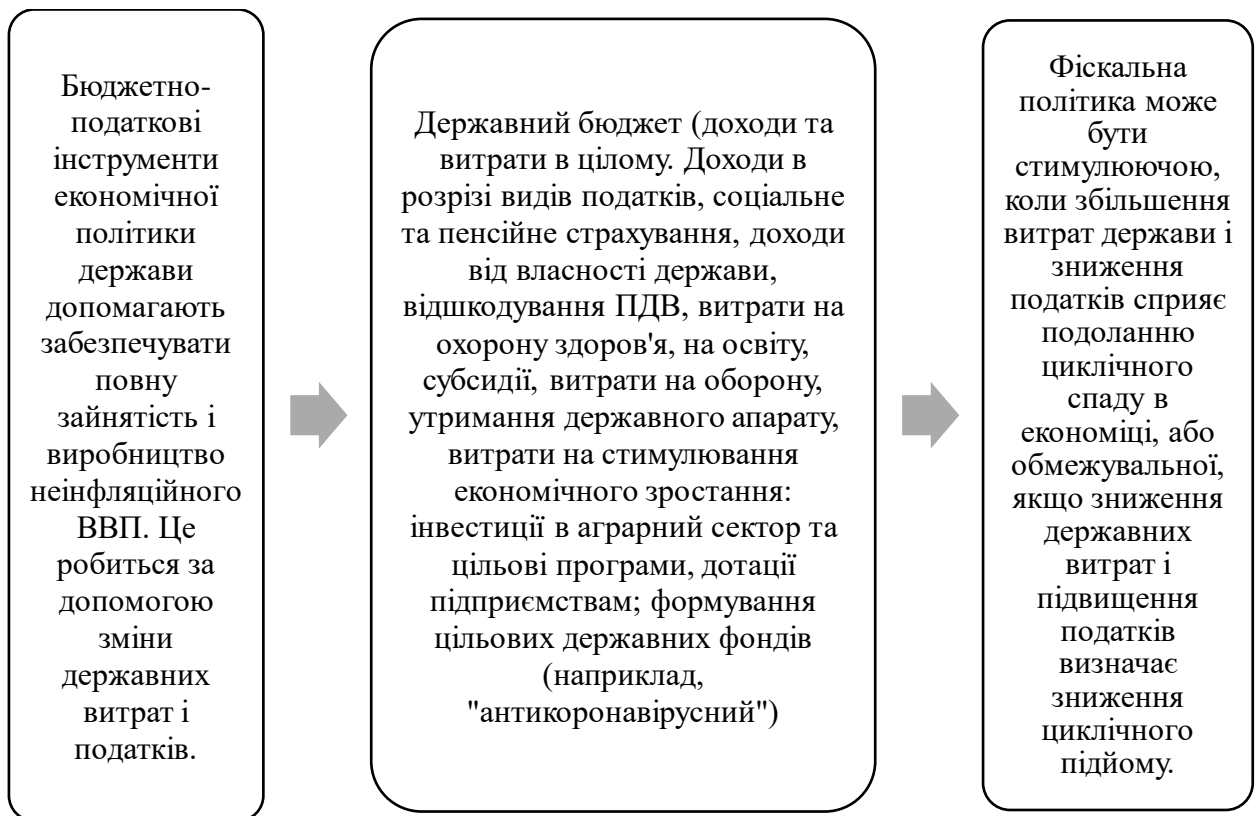 Бюджетно-
податкові
інструменти
економічної
політики
держави
допомагають
забезпечувати
повну
зайнятість і
виробництво
неінфляційного
ВВП. Це
робиться за
допомогою
зміни
державних
витрат і
податків.
Державний бюджет (доходи та
витрати в цілому. Доходи в
розрізі видів податків, соціальне
та пенсійне страхування, доходи
від власності держави,
відшкодування ПДВ, витрати на
охорону здоров'я, на освіту,
субсидії, витрати на оборону,
утримання державного апарату,
витрати на стимулювання
економічного зростання:
інвестиції в аграрний сектор та
цільові програми, дотації
підприємствам; формування
цільових державних фондів
(наприклад,
"антикоронавірусний")
Фіскальна
політика може
бути
стимулюючою,
коли збільшення
витрат держави і
зниження
податків сприяє
подоланню
циклічного
спаду в
економіці, або
обмежувальної,
якщо зниження
державних
витрат і
підвищення
податків
визначає
зниження
циклічного
підйому.